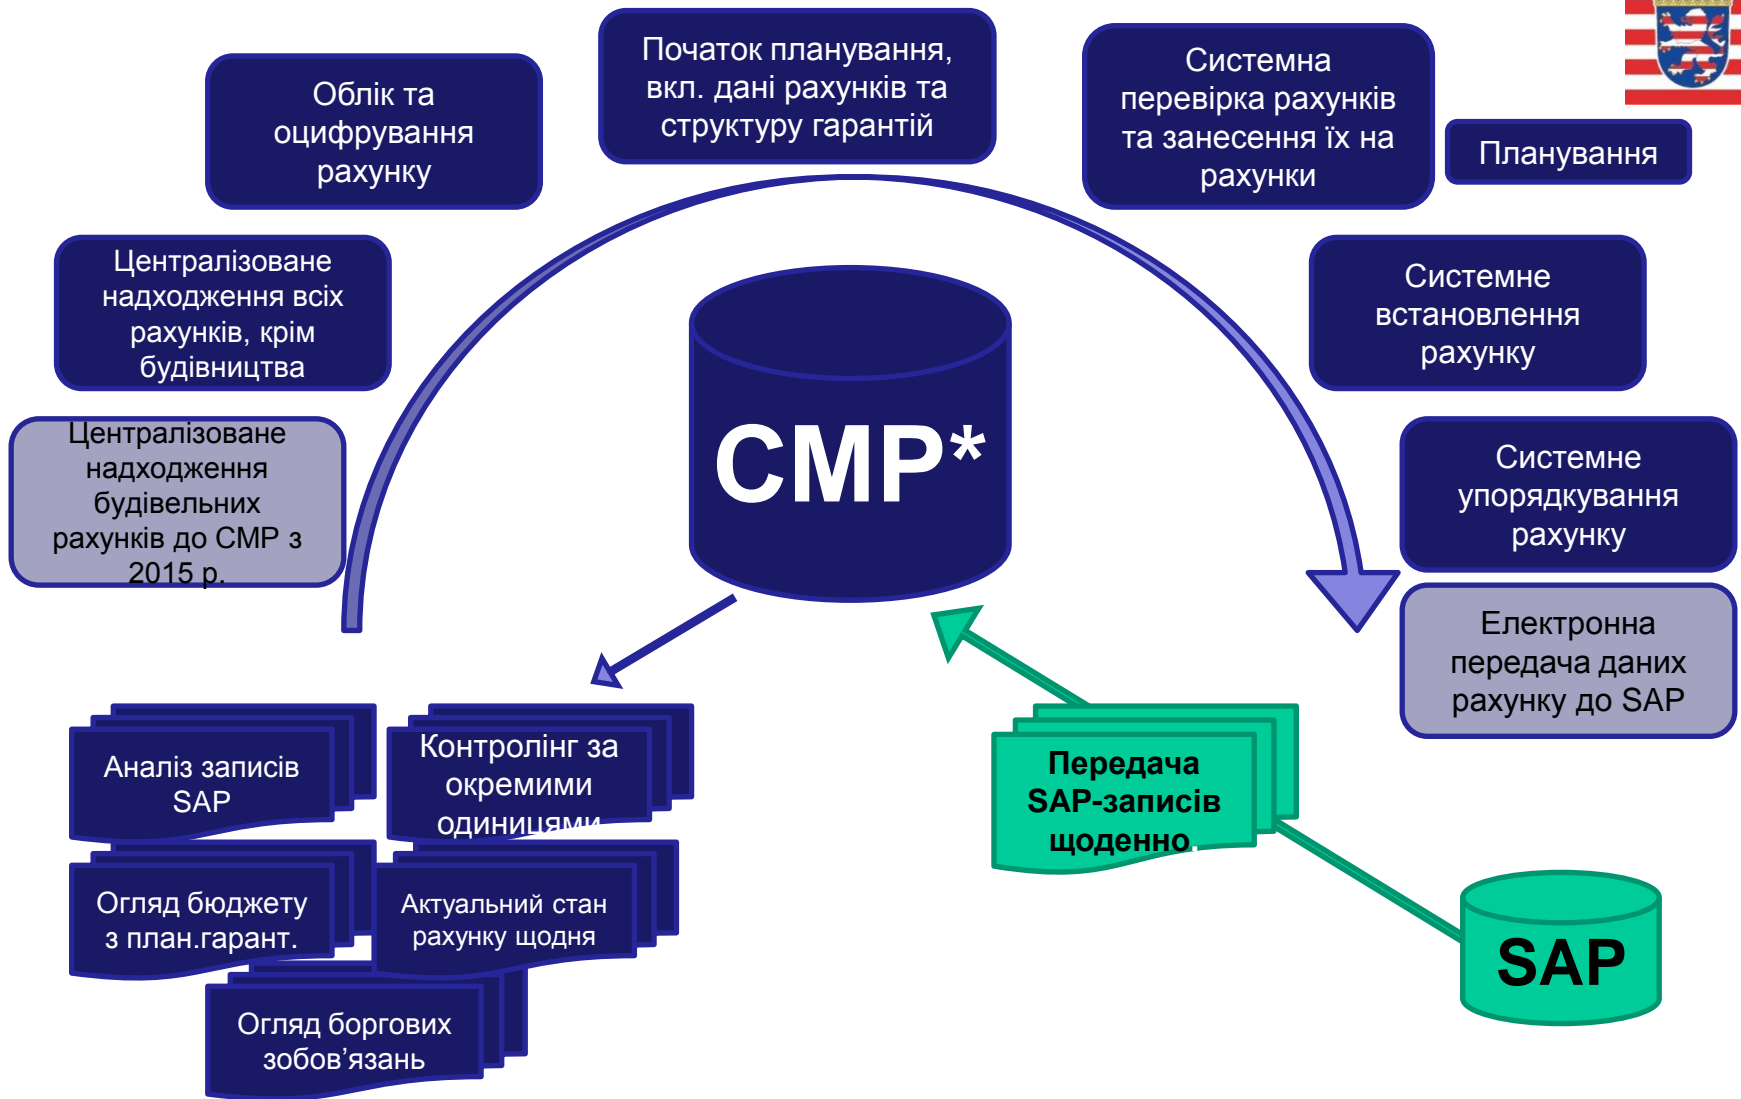 Початок планування,
вкл. дані рахунків та
структуру гарантій
Системна
перевірка рахунків
та занесення їх на
рахунки
Облік та
оцифрування
рахунку
Планування
Централізоване
надходження всіх
рахунків, крім
будівництва
Системне
встановлення
рахунку
Централізоване
надходження
будівельних
рахунків до СМР з
2015 р.
CMP*
Системне
упорядкування
рахунку
Електронна
передача даних
рахунку до SAP
Аналіз записів
SAP
Контролінг за
окремими
одиницями
Передача
SAP-записів
щоденно.
Огляд бюджету
з план.гарант.
Актуальний стан
рахунку щодня
SAP
Огляд боргових
зобов’язань